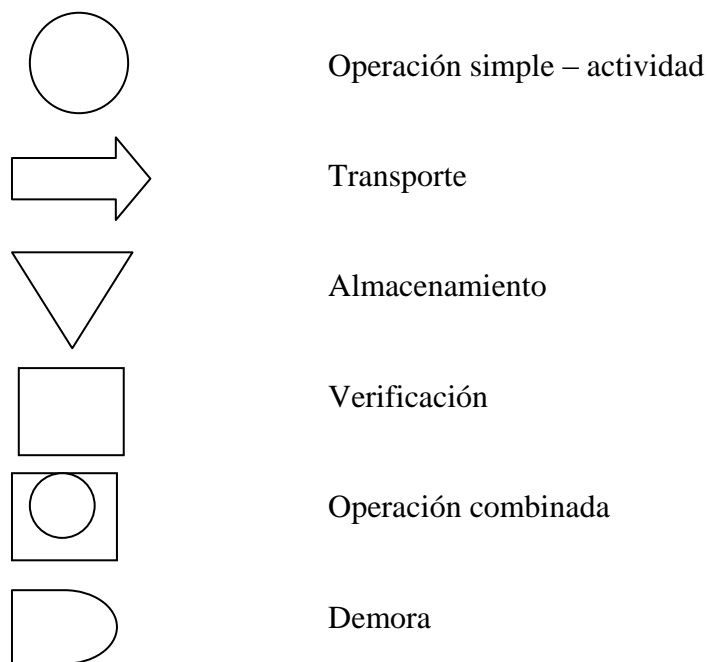 Operación simple – actividad
Transporte
Almacenamiento
Verificación
Operación combinada
Demora